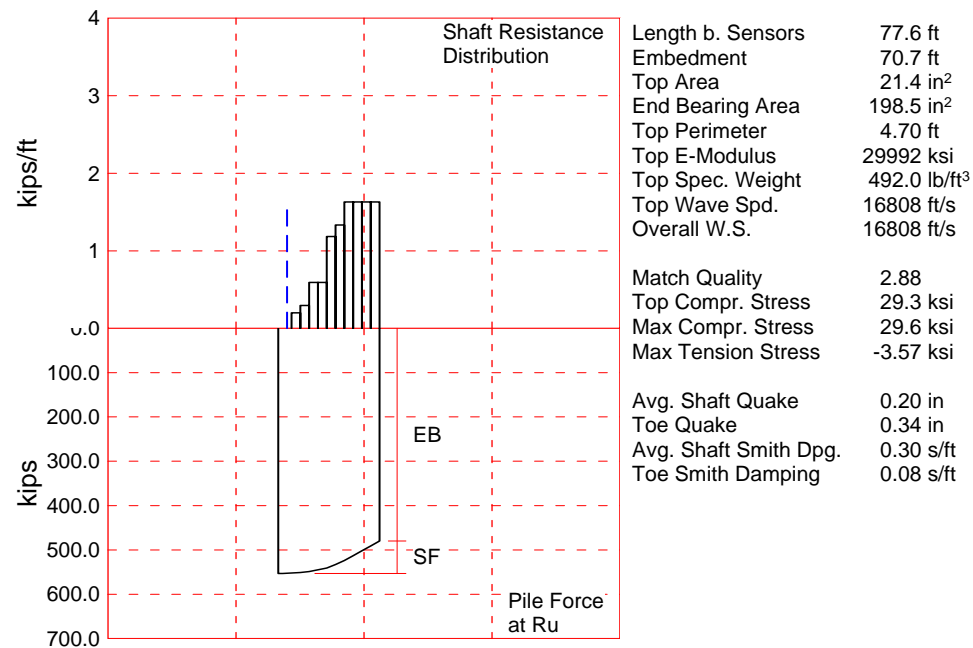 4
3
2
1
kips/ft
Shaft Resistance
Distribution
100.0
200.0
300.0
400.0
500.0
600.0
700.0
kips
EB
SF
Pile Force
at Ru
Length b. Sensors 77.6 ft
Embedment 70.7 ft
Top Area 21.4 in²
End Bearing Area 198.5 in²
Top Perimeter 4.70 ft
Top E-Modulus 29992 ksi
Top Spec. Weight 492.0 lb/ft³
Top Wave Spd. 16808 ft/s
Overall W.S. 16808 ft/s
Match Quality 2.88
Top Compr. Stress 29.3 ksi
Max Compr. Stress 29.6 ksi
Max Tension Stress -3.57 ksi
Avg. Shaft Quake 0.20 in
Toe Quake 0.34 in
Avg. Shaft Smith Dpg. 0.30 s/ft
Toe Smith Damping 0.08 s/ft